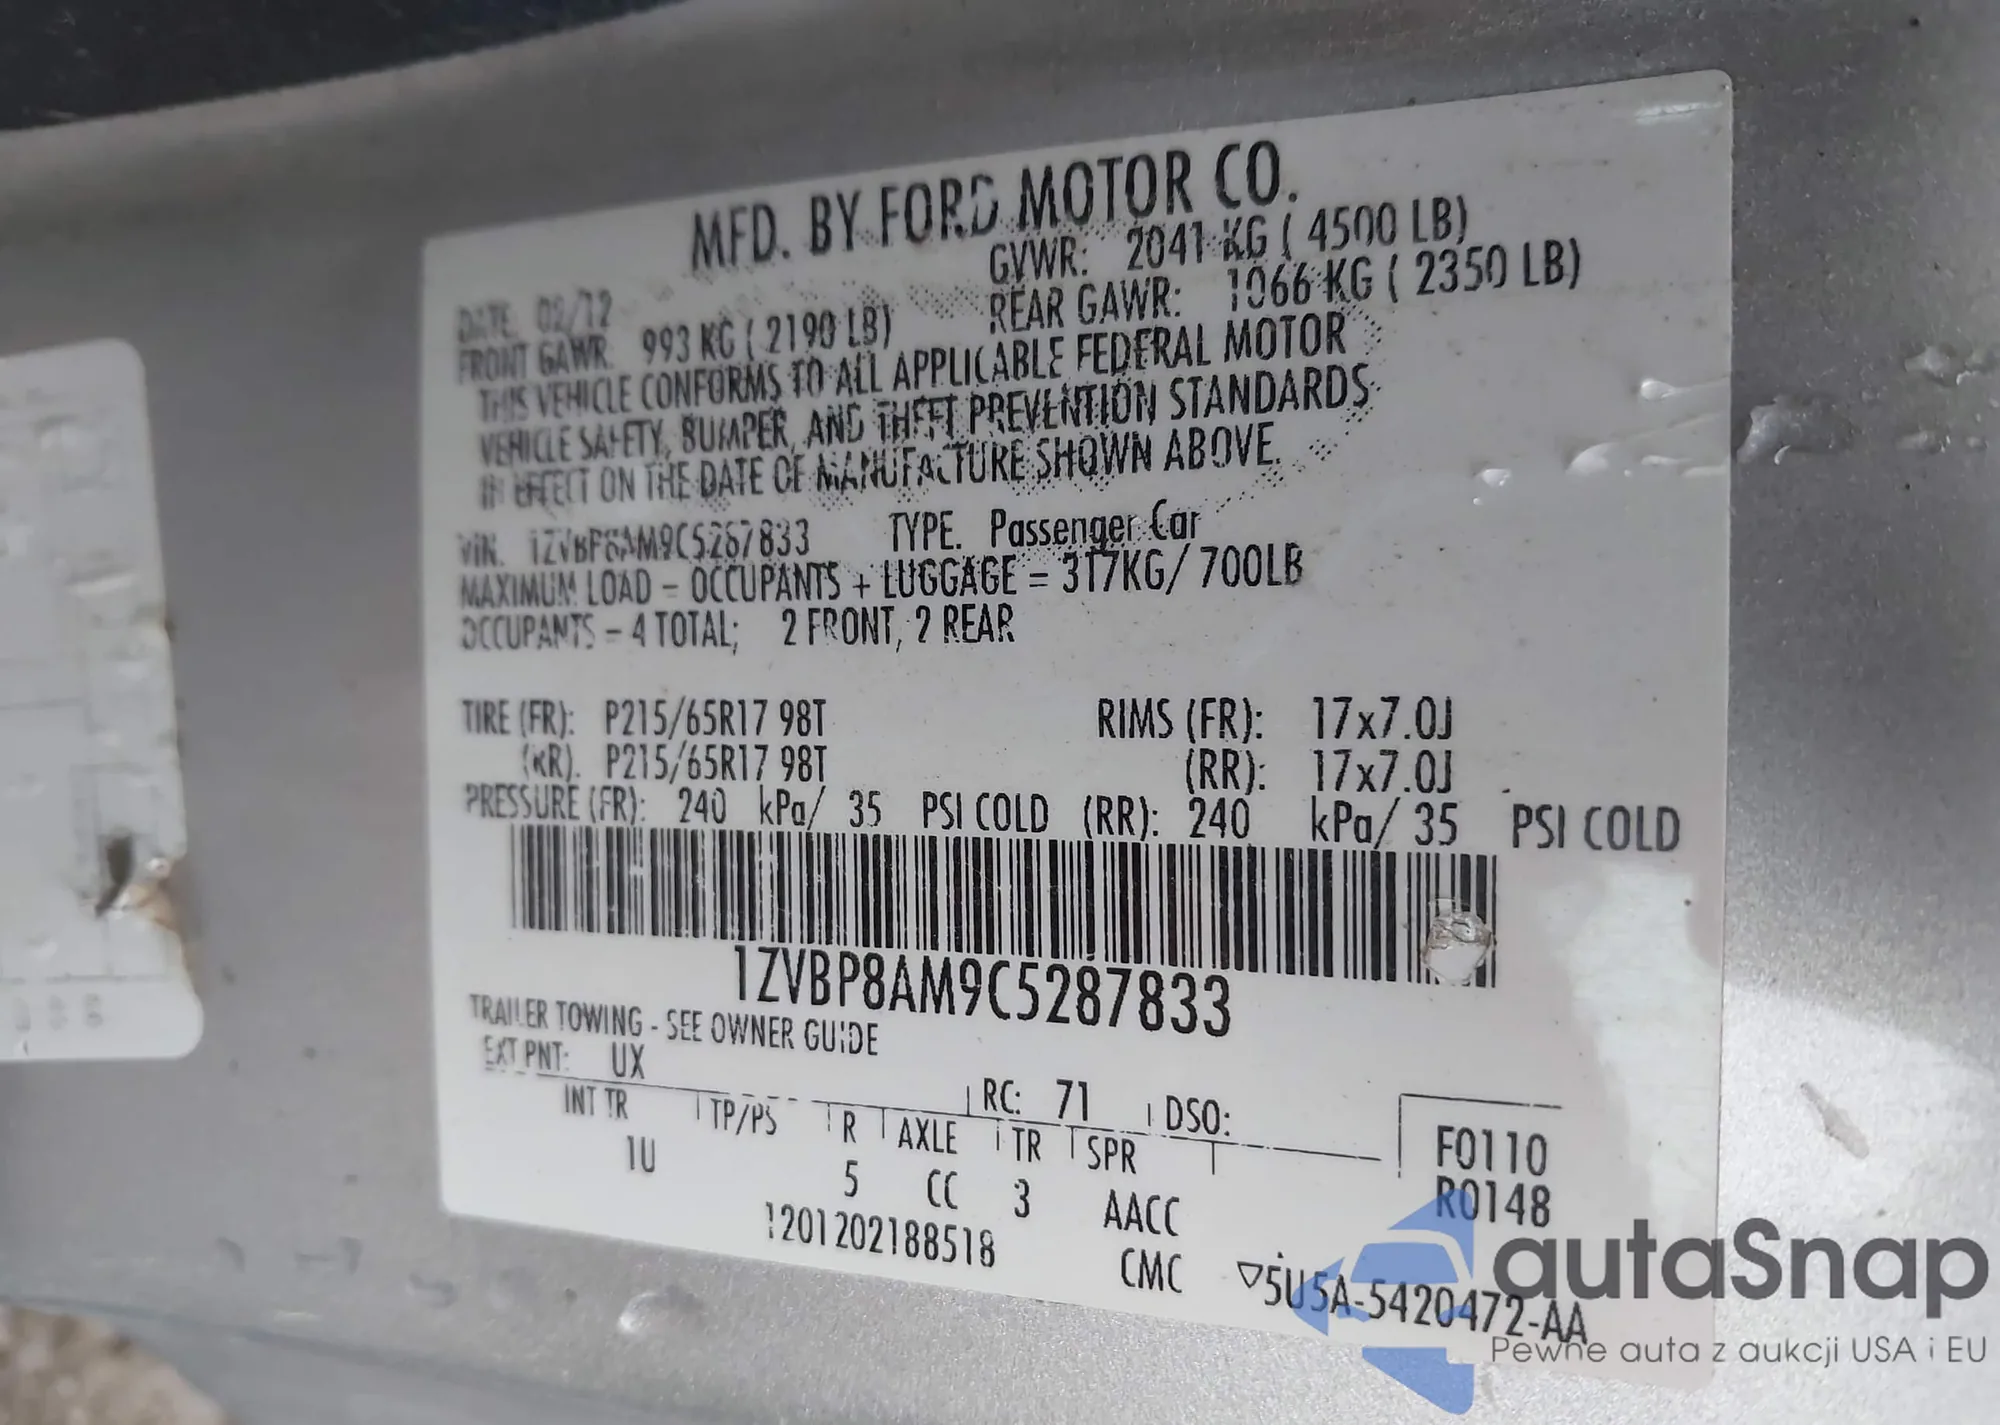 MFD. BY FORD MOTOR CO.
DATE. 02/12 GVWR: 2041 KG ( 4500 LB)
FRONT GAWR. 993 KG ( 2190 LB) REAR GAWR: 1066 KG ( 2350 LB)
THIS VEHICLE CONFORMS TO ALL APPLICABLE FEDERAL MOTOR
VEHICLE SAFETY, BUMPER, AND THEFT PREVENTION STANDARDS
IN EFFECT ON THE DATE OF MANUFACTURE SHOWN ABOVE.
VIN. 1ZVBP8AM9C5287833 TYPE. Passenger Car
MAXIMUM LOAD = OCCUPANTS + LUGGAGE = 317KG/ 700LB
OCCUPANTS = 4 TOTAL; 2 FRONT, 2 REAR
TIRE (FR): P215/65R17 98T RIMS (FR): 17x7.0J
(RR). P215/65R17 98T (RR): 17x7.0J
PRESSURE (FR): 240 kPa/ 35 PSI COLD (RR): 240 kPa/ 35 PSI COLD
1ZVBP8AM9C5287833
TRAILER TOWING - SEE OWNER GUIDE
EXT PNT: UX RC: 71 DSO:
INT TR TP/PS R AXLE TR SPR F0110
1U 5 CC 3 AACC R0148
1201202188518 CMC ▽5U5A-5420472-AA
autaSnap
Pewne auta z aukcji USA i EU